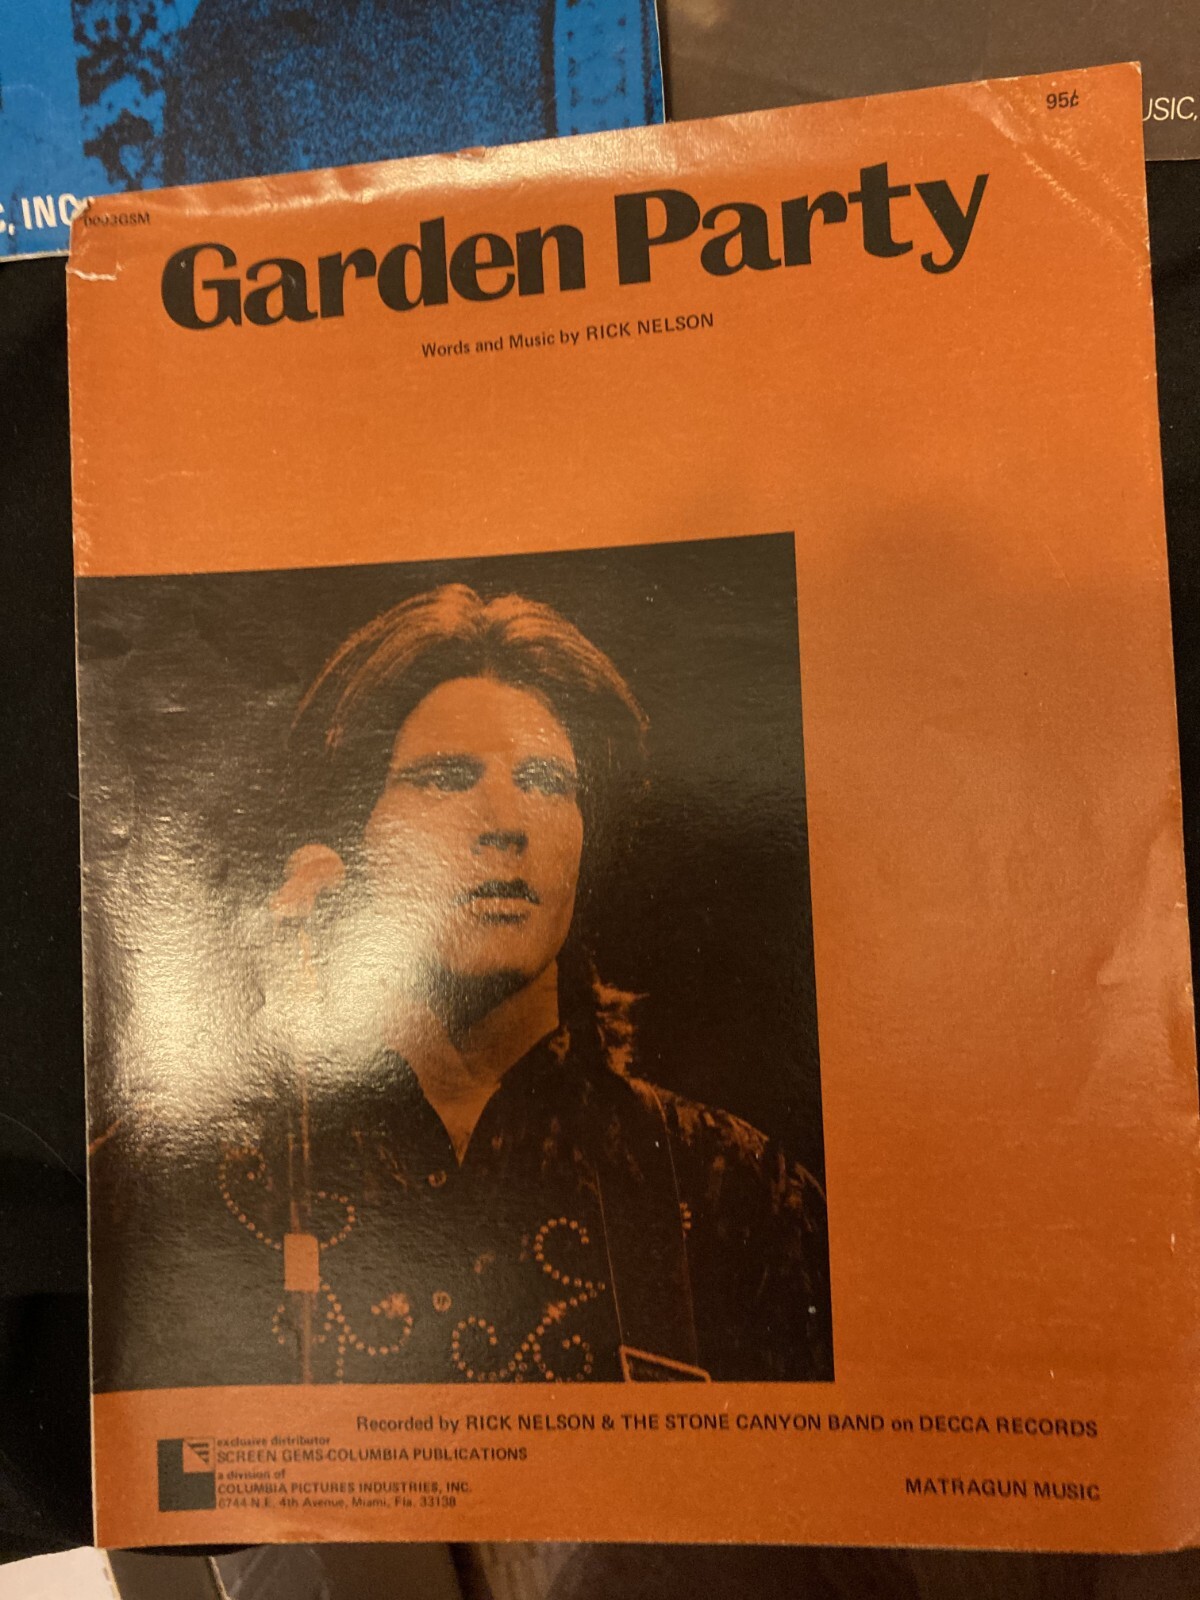 C, INC.
USIC,
95¢
0093GSM
Garden Party
Words and Music by RICK NELSON
Recorded by RICK NELSON & THE STONE CANYON BAND on DECCA RECORDS
exclusive distributor
SCREEN GEMS-COLUMBIA PUBLICATIONS
a division of
COLUMBIA PICTURES INDUSTRIES, INC.
6744 N.E. 4th Avenue, Miami, Fla. 33138
MATRAGUN MUSIC